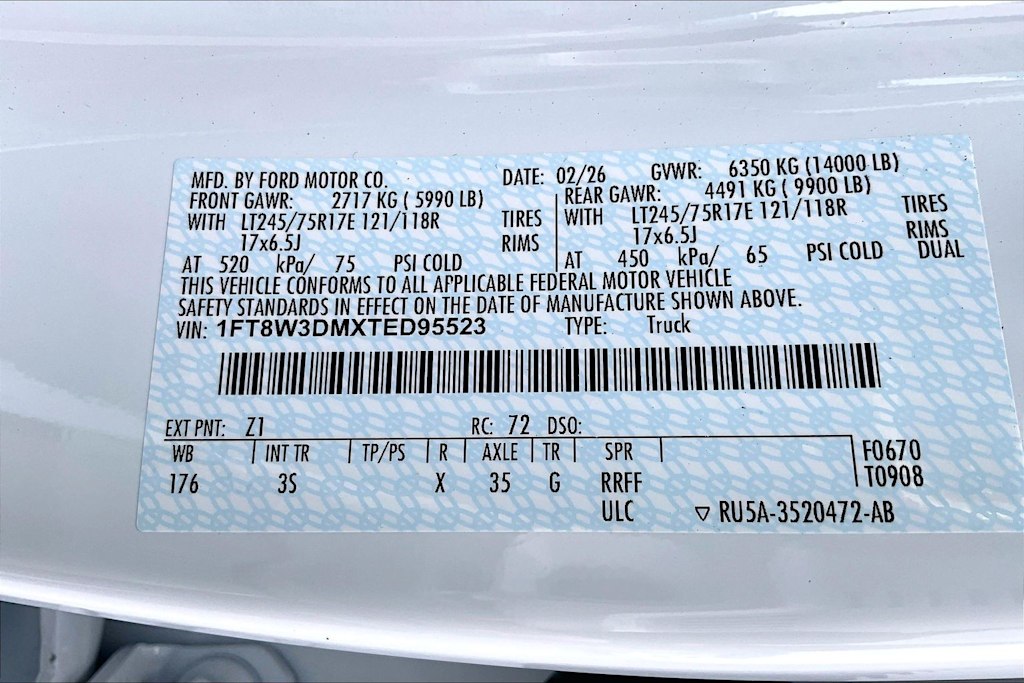 MFD. BY FORD MOTOR CO. DATE: 02/26 GVWR: 6350 KG (14000 LB)
FRONT GAWR: 2717 KG ( 5990 LB) REAR GAWR: 4491 KG ( 9900 LB)
WITH LT245/75R17E 121/118R TIRES WITH LT245/75R17E 121/118R TIRES
17x6.5J RIMS 17x6.5J RIMS
AT 520 kPa/ 75 PSI COLD AT 450 kPa/ 65 PSI COLD DUAL
THIS VEHICLE CONFORMS TO ALL APPLICABLE FEDERAL MOTOR VEHICLE
SAFETY STANDARDS IN EFFECT ON THE DATE OF MANUFACTURE SHOWN ABOVE.
VIN: 1FT8W3DMXTED95523 TYPE: Truck
EXT PNT: Z1 RC: 72 DSO:
WB INT TR TP/PS R AXLE TR SPR F0670
176 3S X 35 G RRFF T0908
ULC ▽ RU5A-3520472-AB